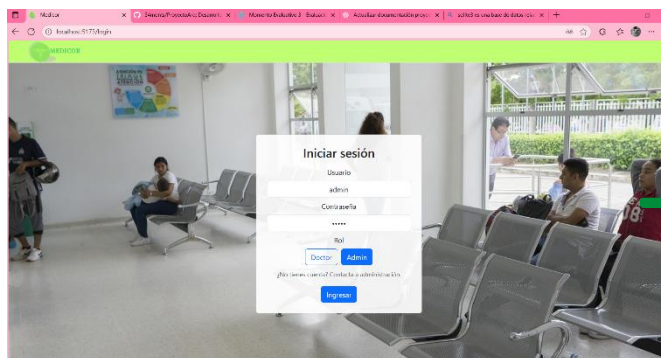 Medicor
localhost:5173/login
MEDICOR
Iniciar sesión
Usuario
admin
Contraseña
•••••
Rol
Doctor Admin
¿No tienes cuenta? Contacta a administración.
Ingresar